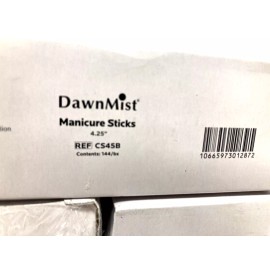 DawnMist®
Manicure Sticks
4.25"
REF CS45B
Contents: 144/bx
10665973012872